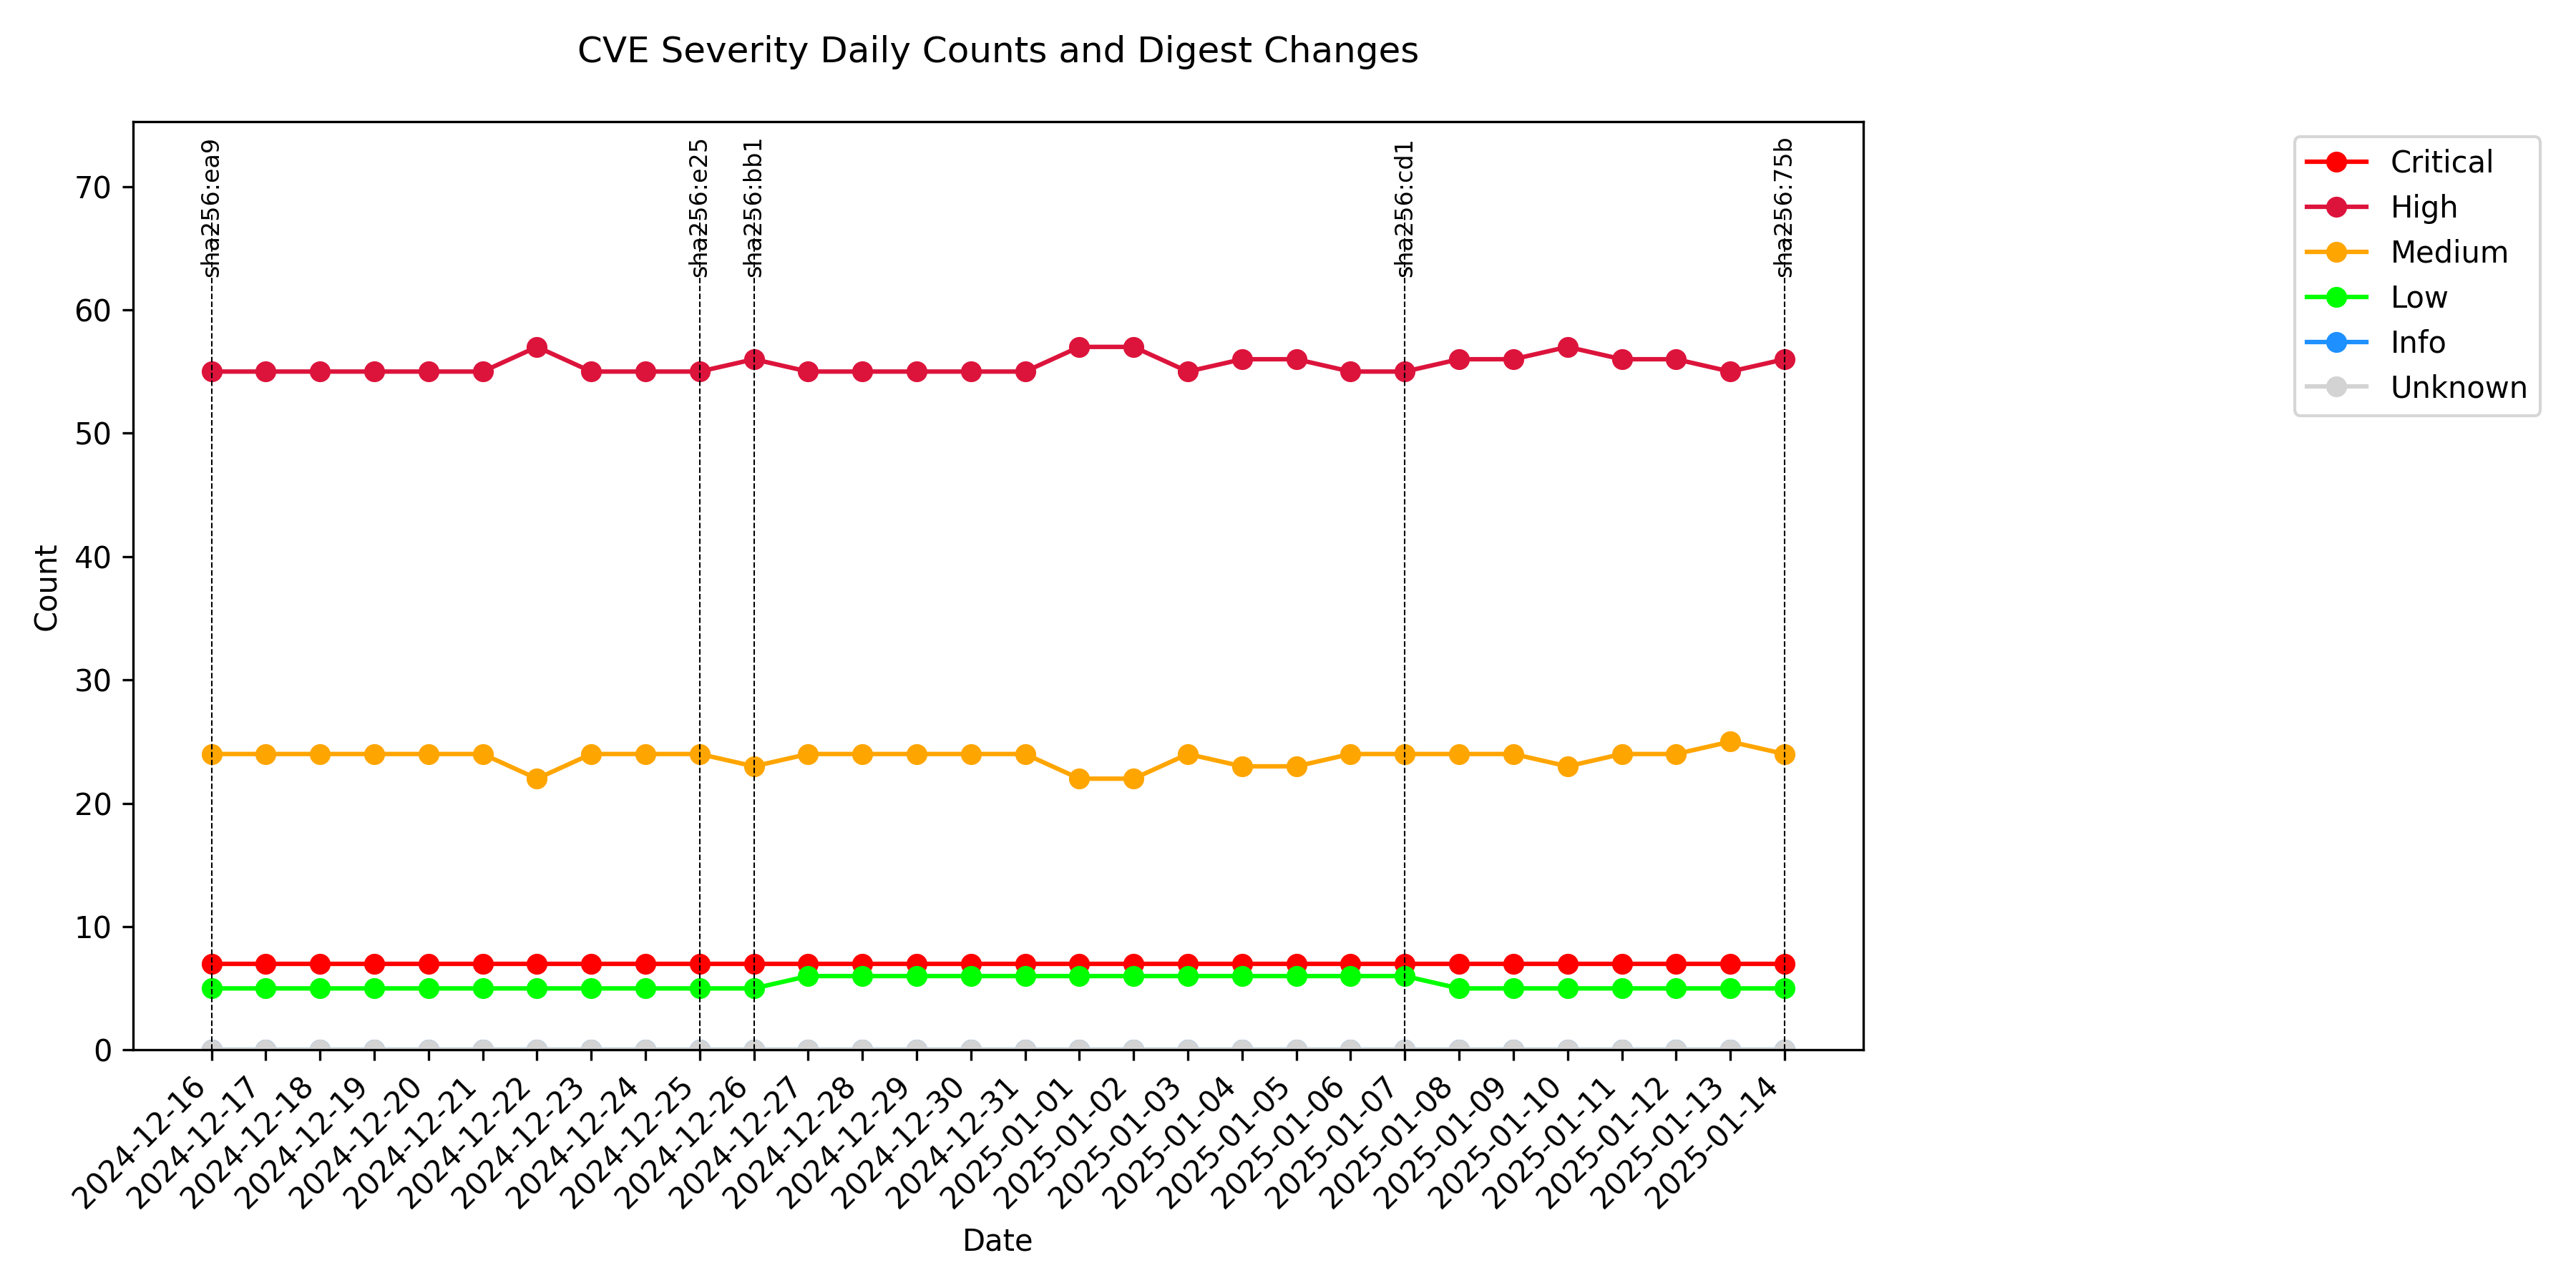 CVE Severity Daily Counts and Digest Changes
sha256:ea9
sha256:e25
sha256:bb1
sha256:cd1
sha256:75b
Critical
High
Medium
Low
Info
Unknown
Count
70
60
50
40
30
20
10
0
2024-12-16
2024-12-17
2024-12-18
2024-12-19
2024-12-20
2024-12-21
2024-12-22
2024-12-23
2024-12-24
2024-12-25
2024-12-26
2024-12-27
2024-12-28
2024-12-29
2024-12-30
2024-12-31
2025-01-01
2025-01-02
2025-01-03
2025-01-04
2025-01-05
2025-01-06
2025-01-07
2025-01-08
2025-01-09
2025-01-10
2025-01-11
2025-01-12
2025-01-13
2025-01-14
Date